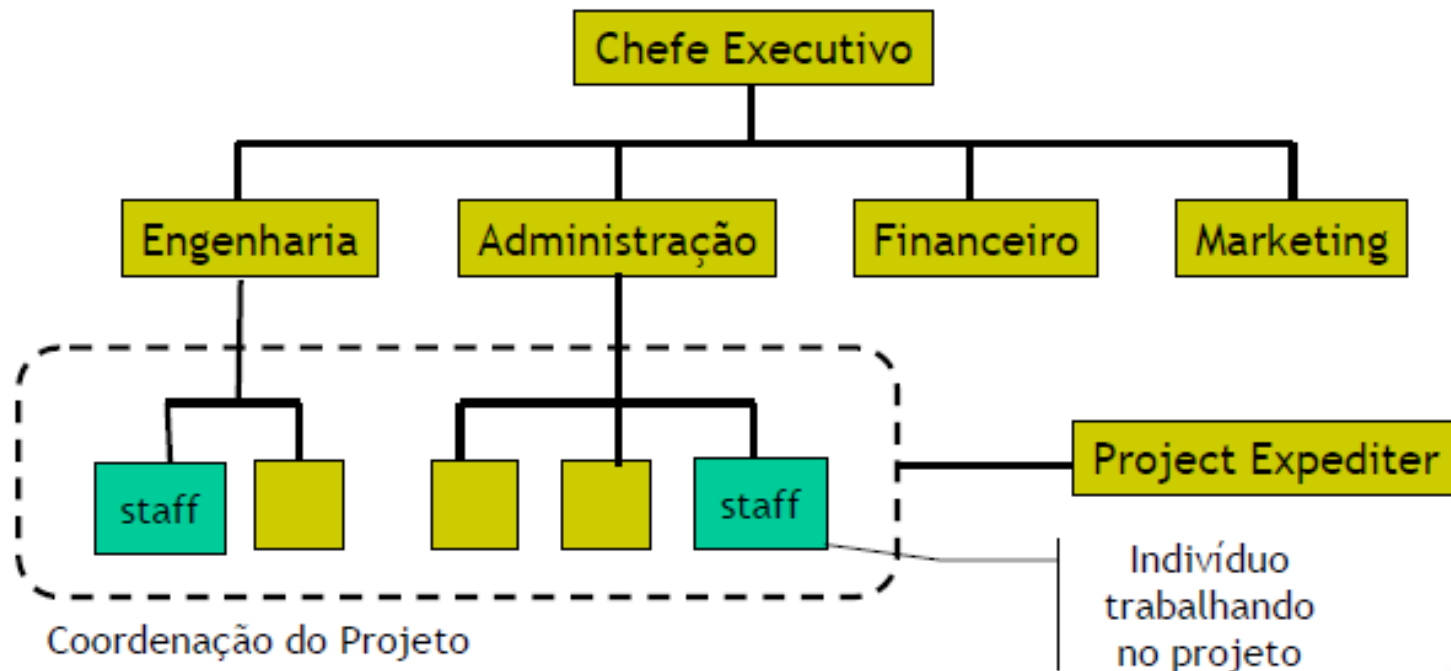 Chefe Executivo
Engenharia
Administração
Financeiro
Marketing
staff
staff
Project Expediter
Indivíduo
trabalhando
no projeto
Coordenação do Projeto